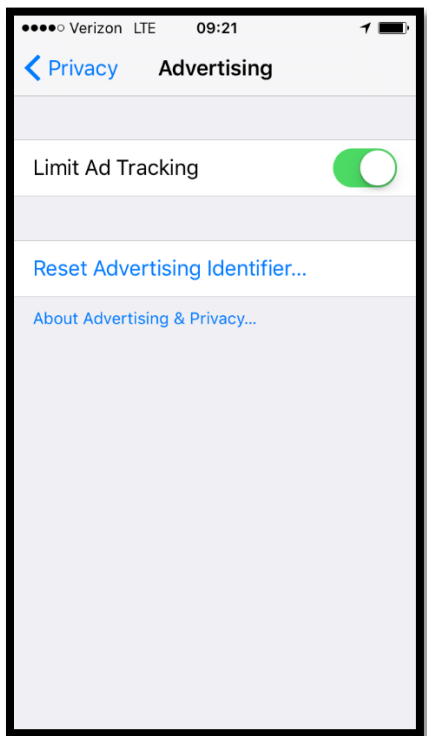 Verizon LTE 09:21
Privacy Advertising
Limit Ad Tracking
Reset Advertising Identifier...
About Advertising & Privacy...